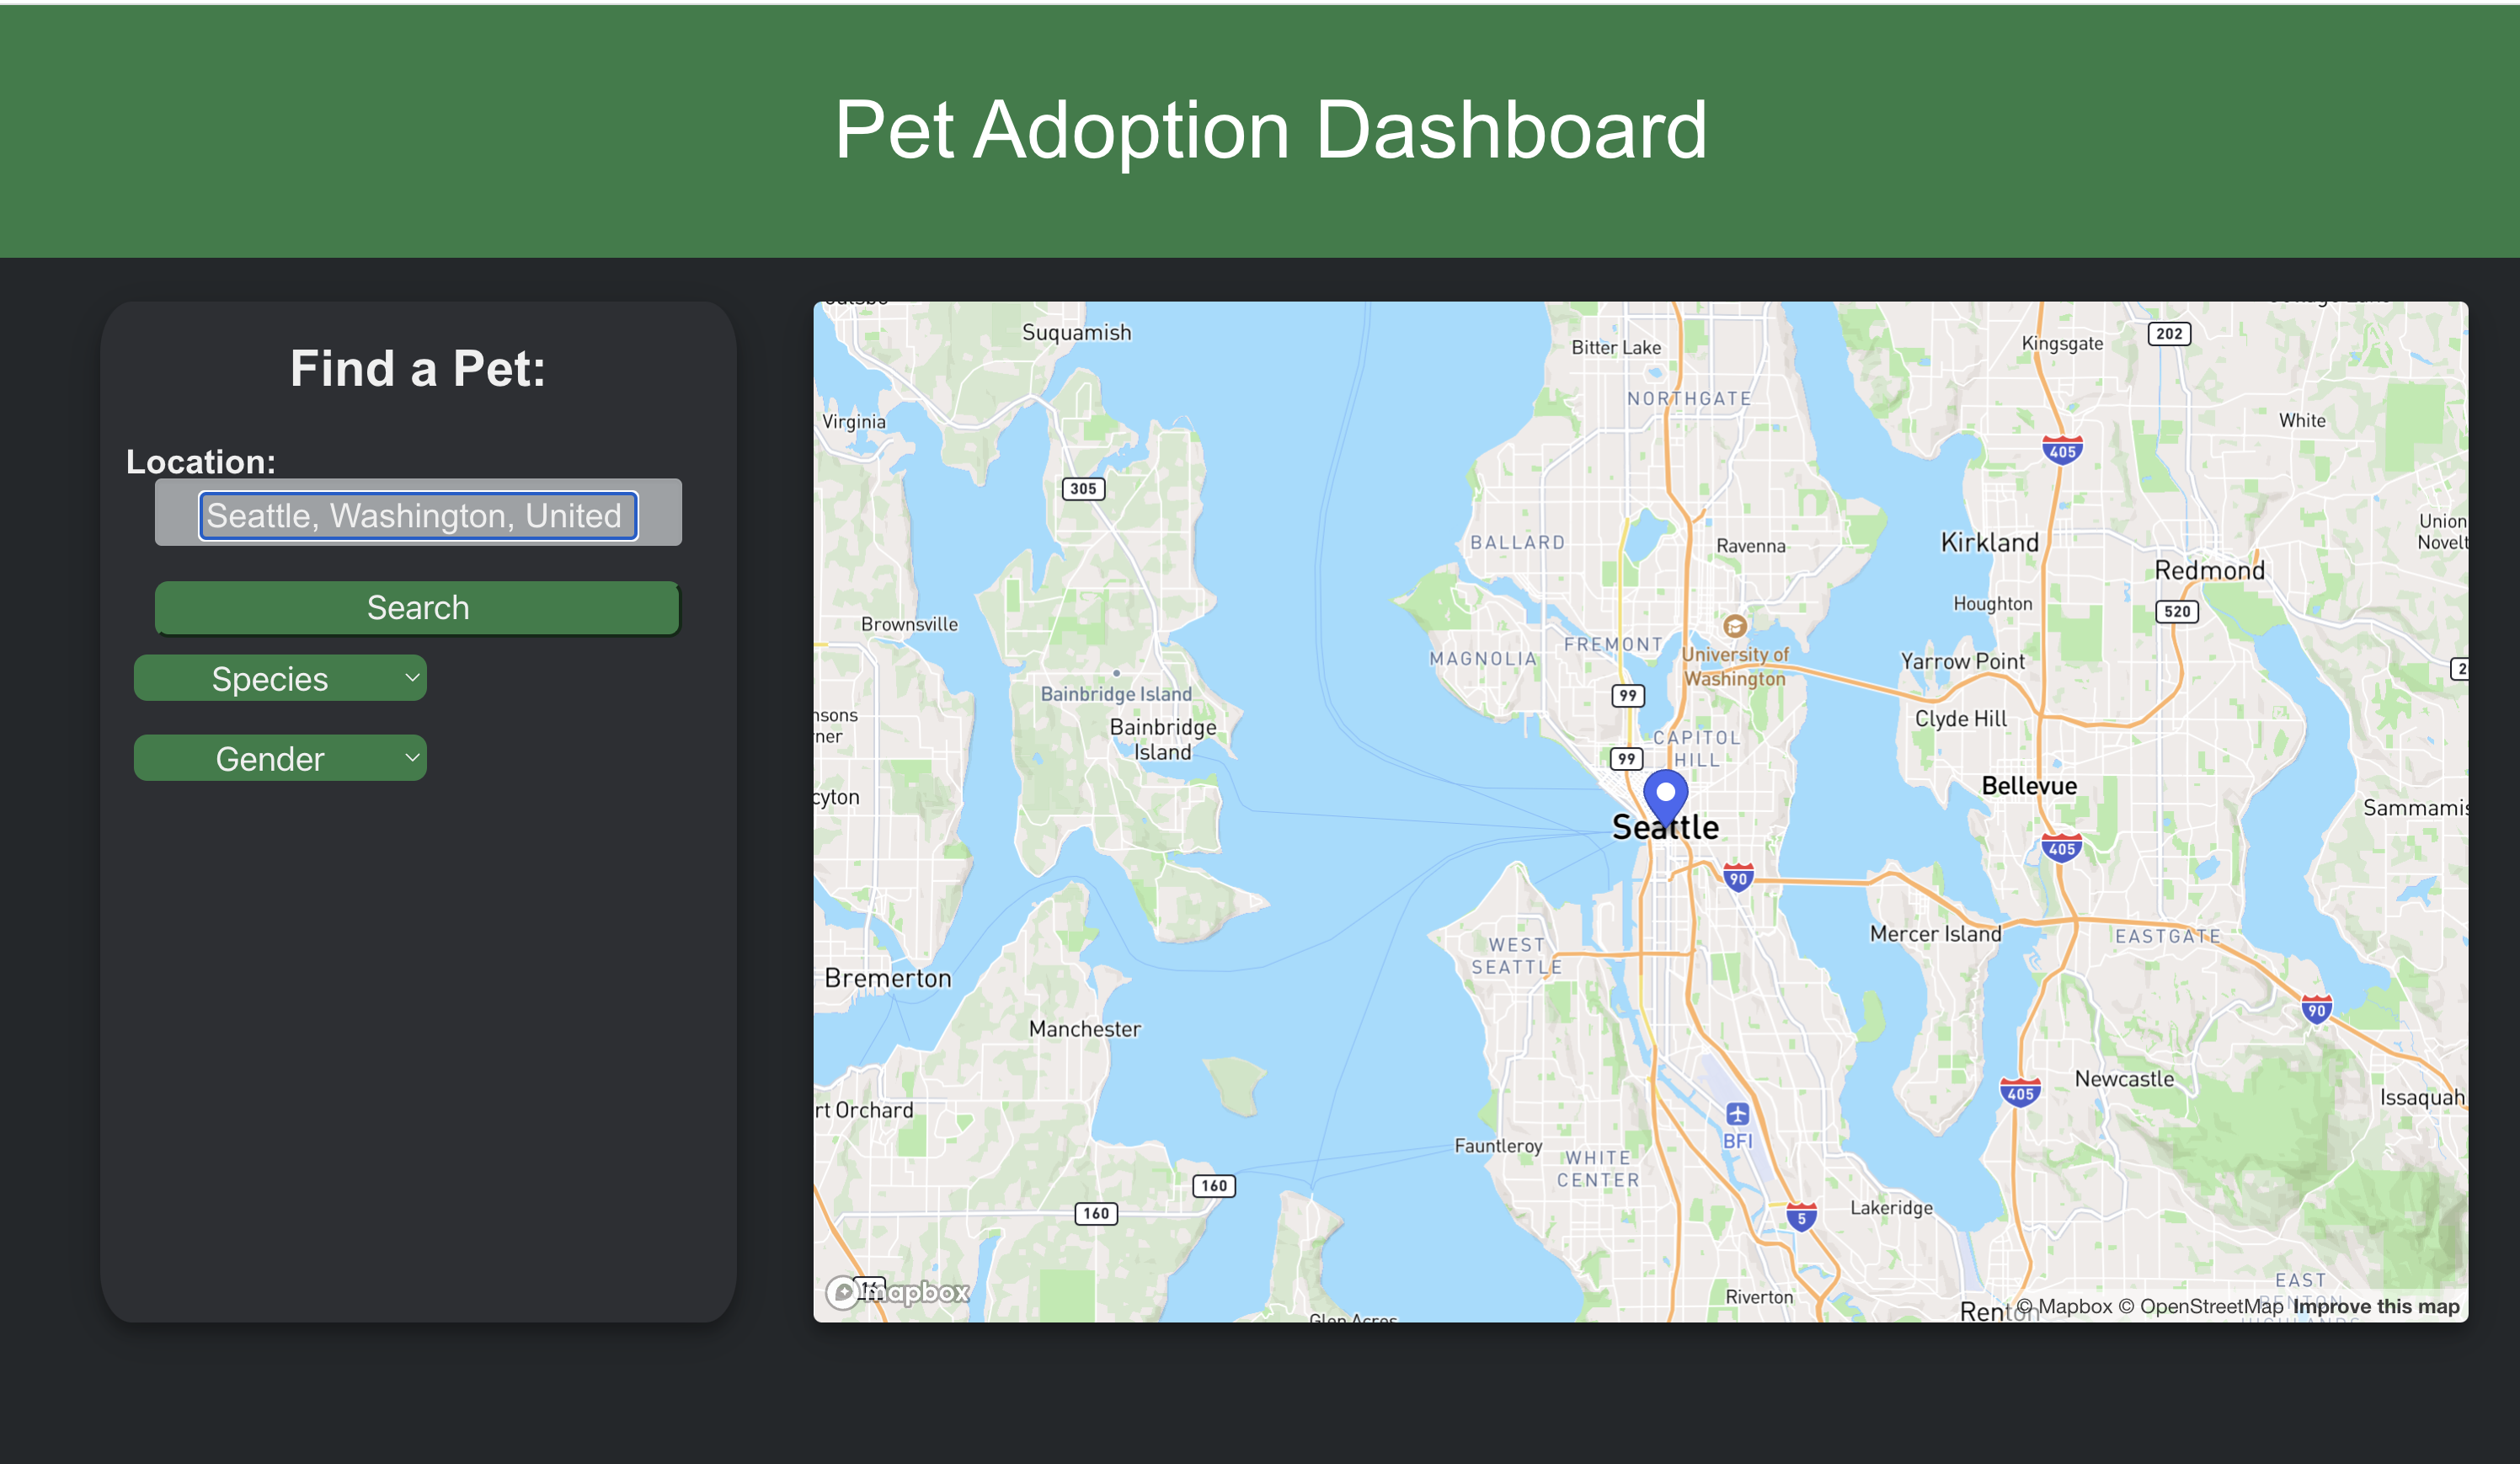 Pet Adoption Dashboard
Find a Pet:
Location:
Seattle, Washington, United
Search
Species
Gender
Suquamish
Bitter Lake
Kingsgate
202
Virginia
NORTHGATE
White
405
305
BALLARD
Ravenna
Kirkland
Union
Novelt
Redmond
Houghton
520
Brownsville
FREMONT
MAGNOLIA
University of
Washington
Yarrow Point
2
Bainbridge Island
99
nsons
ner
Bainbridge
Island
Clyde Hill
CAPITOL
HILL
99
Bellevue
cyton
Sammamis
Seattle
405
90
Mercer Island
EASTGATE
WEST
SEATTLE
Bremerton
90
Manchester
Newcastle
405
Issaquah
rt Orchard
BFI
Fauntleroy
WHITE
CENTER
160
160
Lakeridge
5
EAST
RENTON
16
mapbox
Riverton
Renton
© Mapbox © OpenStreetMap Improve this map
Glen Acres